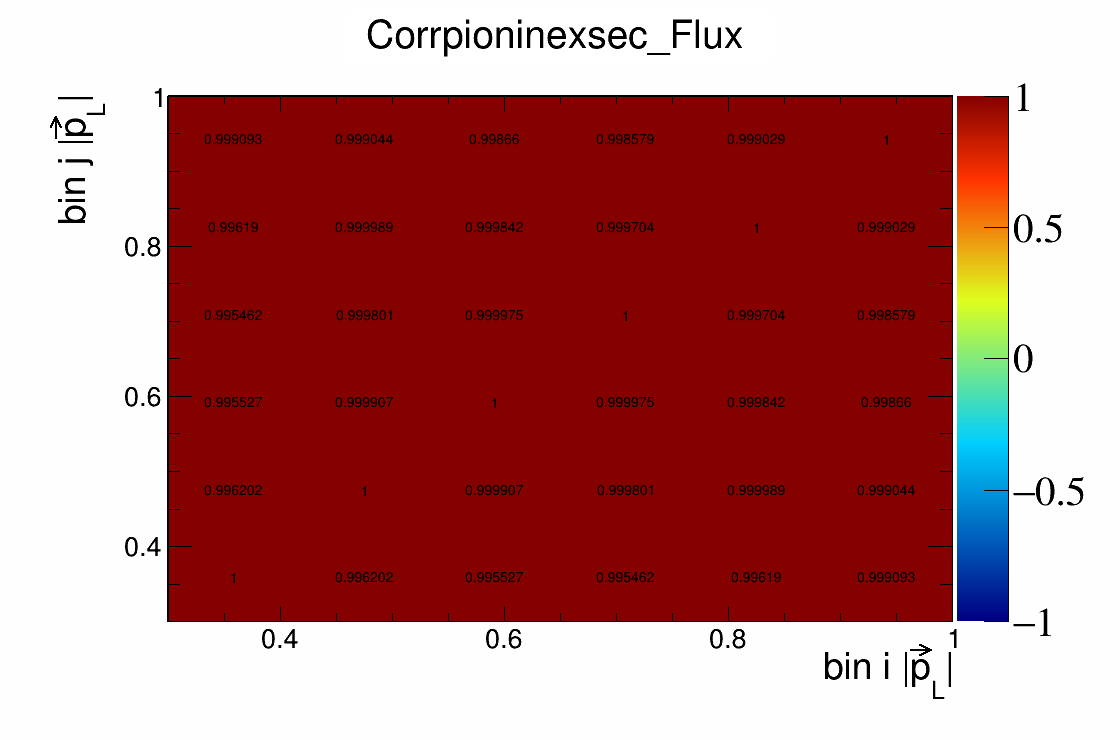 Corrpioninexsec_Flux
bin j |p⃗_L|
1
0.999093 0.999044 0.99866 0.998579 0.999029 1
0.99619 0.999989 0.999842 0.999704 1 0.999029
0.8
0.995462 0.999801 0.999975 1 0.999704 0.998579
0.6
0.995527 0.999907 1 0.999975 0.999842 0.99866
0.996202 1 0.999907 0.999801 0.999989 0.999044
0.4
1 0.996202 0.995527 0.995462 0.99619 0.999093
0.4 0.6 0.8 1
bin i |p⃗_L|
1
0.5
0
−0.5
−1